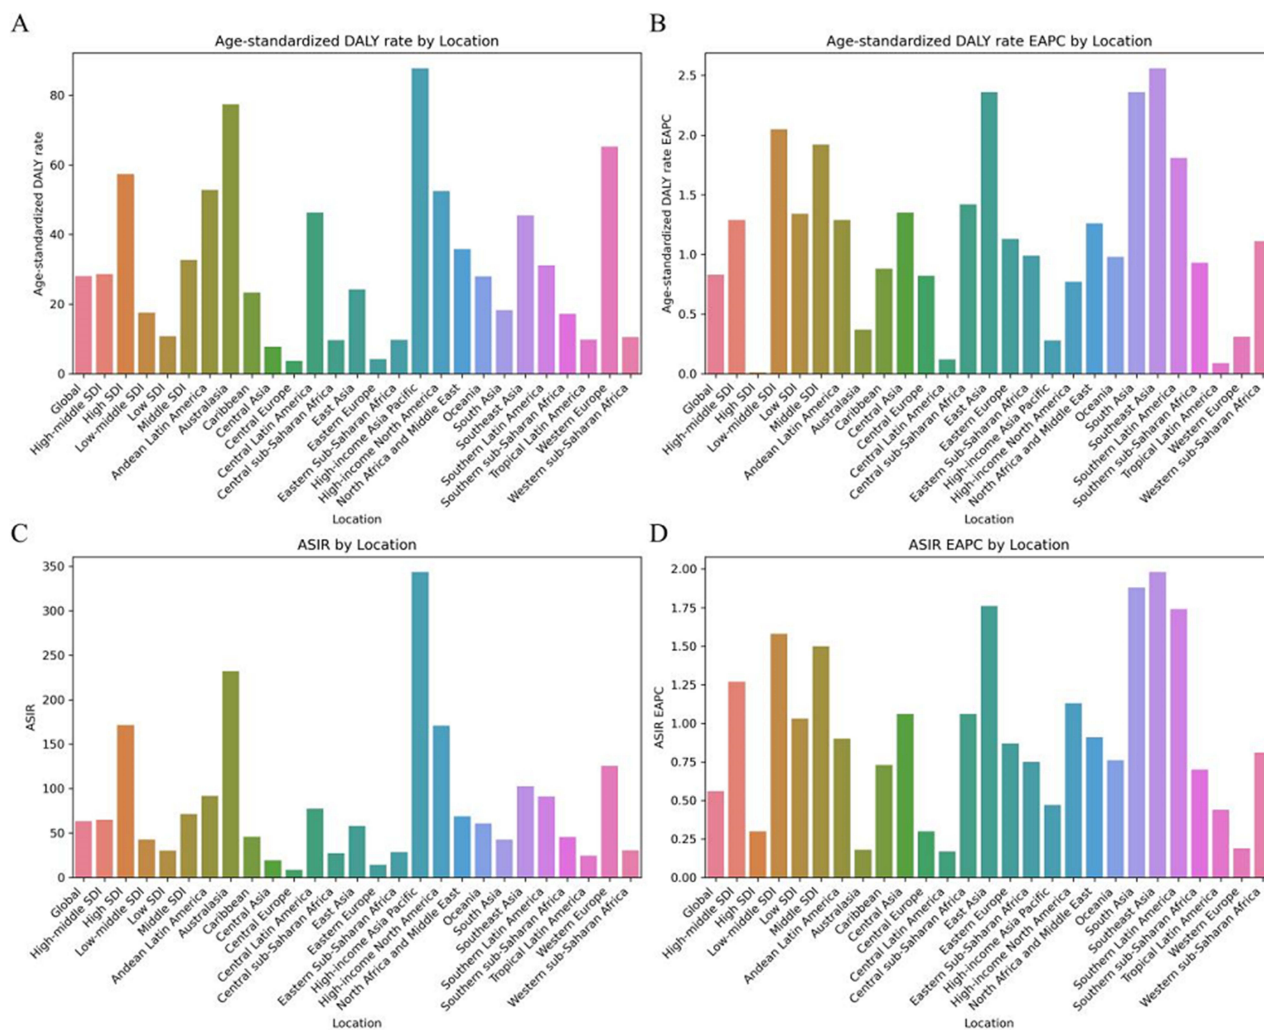 A
Age-standardized DALY rate by Location
Age-standardized DALY rate
80
60
40
20
0
Global
High-middle SDI
High SDI
Low-middle SDI
Low SDI
Middle SDI
Andean Latin America
Australasia
Caribbean
Central Asia
Central Europe
Central Latin America
Central sub-Saharan Africa
East Asia
Eastern Europe
Eastern Sub-Saharan Africa
High-income Asia Pacific
High-income North America
North Africa and Middle East
Oceania
South Asia
Southeast Asia
Southern Latin America
Southern sub-Saharan Africa
Tropical Latin America
Western Europe
Western sub-Saharan Africa
Location
B
Age-standardized DALY rate EAPC by Location
Age-standardized DALY rate EAPC
2.5
2.0
1.5
1.0
0.5
0.0
Global
High-middle SDI
High SDI
Low-middle SDI
Low SDI
Middle SDI
Andean Latin America
Australasia
Caribbean
Central Asia
Central Europe
Central Latin America
Central sub-Saharan Africa
East Asia
Eastern Europe
Eastern Sub-Saharan Africa
High-income Asia Pacific
High-income North America
North Africa and Middle East
Oceania
South Asia
Southeast Asia
Southern Latin America
Southern sub-Saharan Africa
Tropical Latin America
Western Europe
Western sub-Saharan Africa
Location
C
ASIR by Location
ASIR
350
300
250
200
150
100
50
0
Global
High-middle SDI
High SDI
Low-middle SDI
Low SDI
Middle SDI
Andean Latin America
Australasia
Caribbean
Central Asia
Central Europe
Central Latin America
Central sub-Saharan Africa
East Asia
Eastern Europe
Eastern Sub-Saharan Africa
High-income Asia Pacific
High-income North America
North Africa and Middle East
Oceania
South Asia
Southeast Asia
Southern Latin America
Southern sub-Saharan Africa
Tropical Latin America
Western Europe
Western sub-Saharan Africa
Location
D
ASIR EAPC by Location
ASIR EAPC
2.00
1.75
1.50
1.25
1.00
0.75
0.50
0.25
0.00
Global
High-middle SDI
High SDI
Low-middle SDI
Low SDI
Middle SDI
Andean Latin America
Australasia
Caribbean
Central Asia
Central Europe
Central Latin America
Central sub-Saharan Africa
East Asia
Eastern Europe
Eastern Sub-Saharan Africa
High-income Asia Pacific
High-income North America
North Africa and Middle East
Oceania
South Asia
Southeast Asia
Southern Latin America
Southern sub-Saharan Africa
Tropical Latin America
Western Europe
Western sub-Saharan Africa
Location